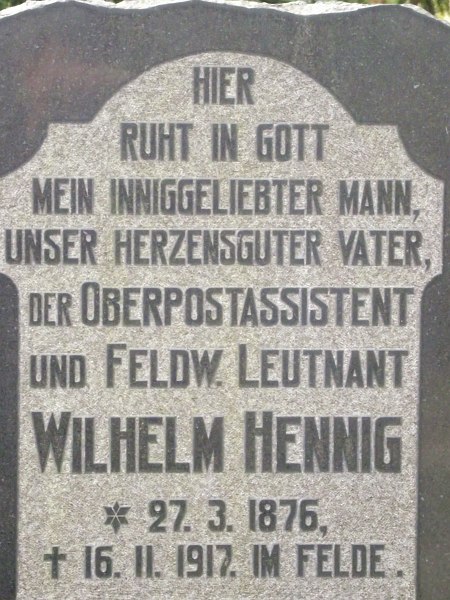 HIER
RUHT IN GOTT
MEIN INNIGGELIEBTER MANN,
UNSER HERZENSGUTER VATER,
DER OBERPOSTASSISTENT
UND FELDW. LEUTNANT
WILHELM HENNIG
* 27. 3. 1876,
† 16. 11. 1917. IM FELDE.